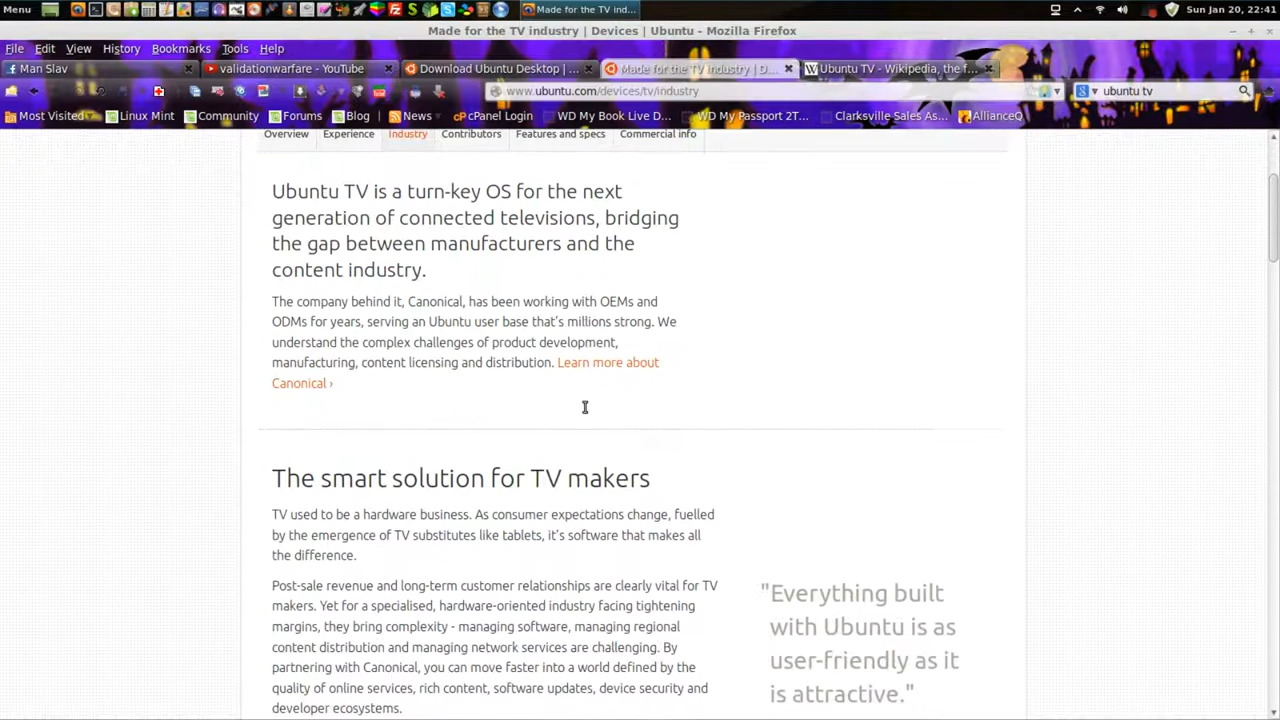 Menu
Made for the TV ind...
Sun Jan 20, 22:41
Made for the TV industry | Devices | Ubuntu - Mozilla Firefox
File Edit View History Bookmarks Tools Help
Man Slav
validationwarfare - YouTube
Download Ubuntu Desktop | ...
Made for the TV industry | D...
Ubuntu TV - Wikipedia, the f...
www.ubuntu.com/devices/tv/industry
ubuntu tv
Most Visited
Linux Mint
Community
Forums
Blog
News
cPanel Login
WD My Book Live D...
WD My Passport 2T...
Clarksville Sales As...
AllianceQ
Overview Experience Industry Contributors Features and specs Commercial info
Ubuntu TV is a turn-key OS for the next
generation of connected televisions, bridging
the gap between manufacturers and the
content industry.
The company behind it, Canonical, has been working with OEMs and
ODMs for years, serving an Ubuntu user base that's millions strong. We
understand the complex challenges of product development,
manufacturing, content licensing and distribution. Learn more about
Canonical ›
The smart solution for TV makers
TV used to be a hardware business. As consumer expectations change, fuelled
by the emergence of TV substitutes like tablets, it's software that makes all
the difference.
Post-sale revenue and long-term customer relationships are clearly vital for TV
makers. Yet for a specialised, hardware-oriented industry facing tightening
margins, they bring complexity - managing software, managing regional
content distribution and managing network services are challenging. By
partnering with Canonical, you can move faster into a world defined by the
quality of online services, rich content, software updates, device security and
developer ecosystems.
"Everything built
with Ubuntu is as
user-friendly as it
is attractive."